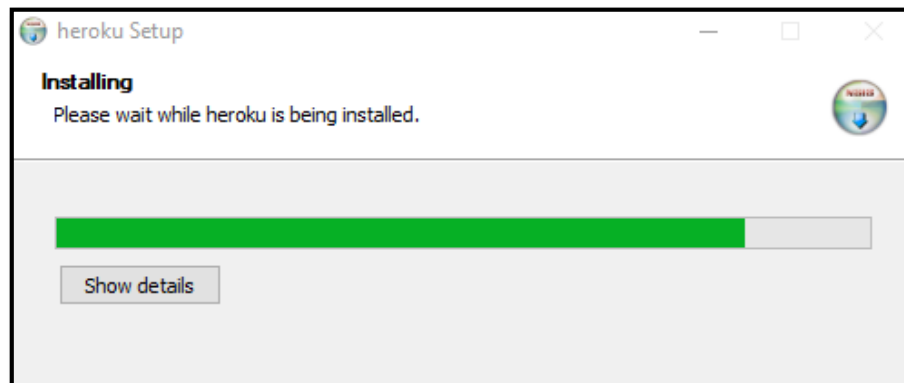 heroku Setup
Installing
Please wait while heroku is being installed.
Show details